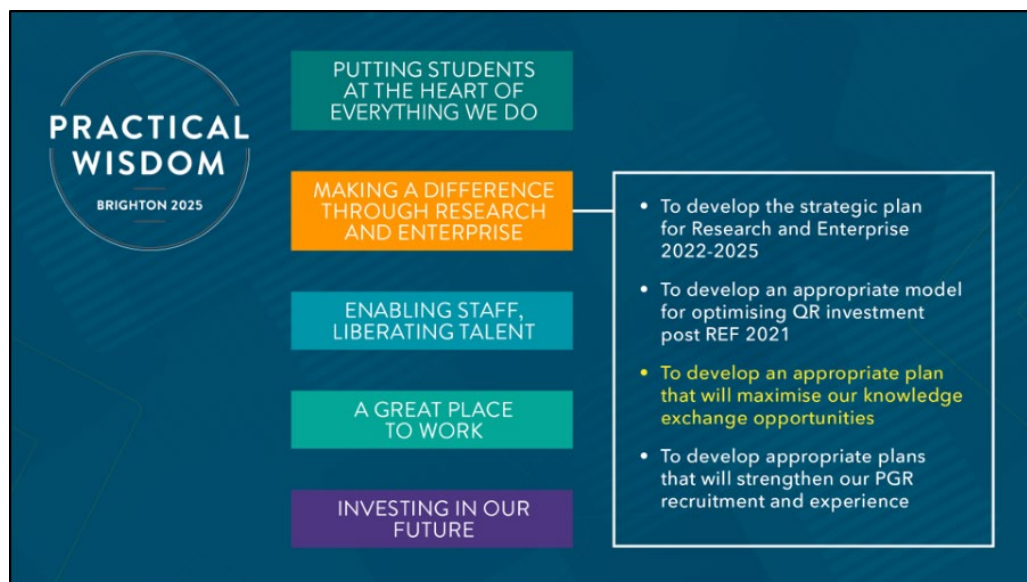 PRACTICAL
WISDOM
BRIGHTON 2025
PUTTING STUDENTS
AT THE HEART OF
EVERYTHING WE DO
MAKING A DIFFERENCE
THROUGH RESEARCH
AND ENTERPRISE
• To develop the strategic plan
for Research and Enterprise
2022-2025
• To develop an appropriate model
for optimising QR investment
post REF 2021
• To develop an appropriate plan
that will maximise our knowledge
exchange opportunities
• To develop appropriate plans
that will strengthen our PGR
recruitment and experience
ENABLING STAFF,
LIBERATING TALENT
A GREAT PLACE
TO WORK
INVESTING IN OUR
FUTURE